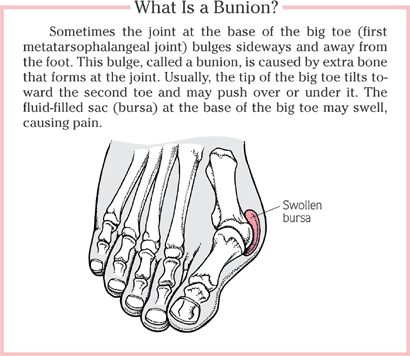 What Is a Bunion?
Sometimes the joint at the base of the big toe (first
metatarsophalangeal joint) bulges sideways and away from
the foot. This bulge, called a bunion, is caused by extra bone
that forms at the joint. Usually, the tip of the big toe tilts to-
ward the second toe and may push over or under it. The
fluid-filled sac (bursa) at the base of the big toe may swell,
causing pain.
Swollen
bursa